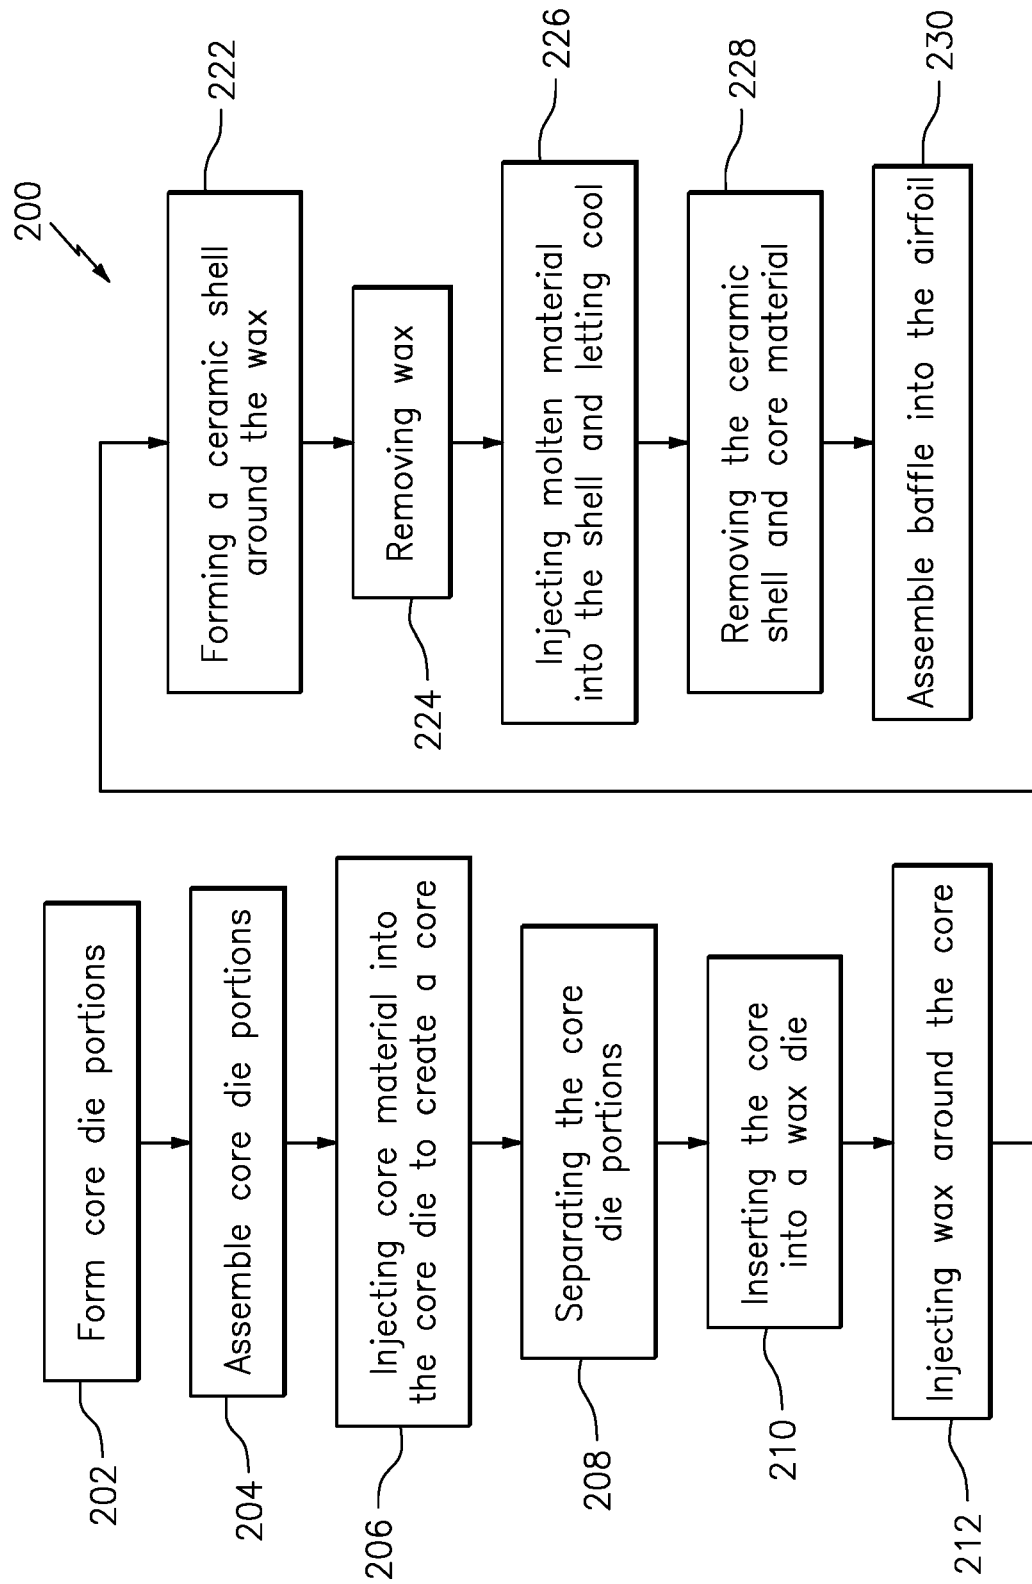 200
202
Form core die portions
204
Assemble core die portions
206
Injecting core material into
the core die to create a core
208
Separating the core
die portions
210
Inserting the core
into a wax die
212
Injecting wax around the core
222
Forming a ceramic shell
around the wax
224
Removing wax
226
Injecting molten material
into the shell and letting cool
228
Removing the ceramic
shell and core material
230
Assemble baffle into the airfoil